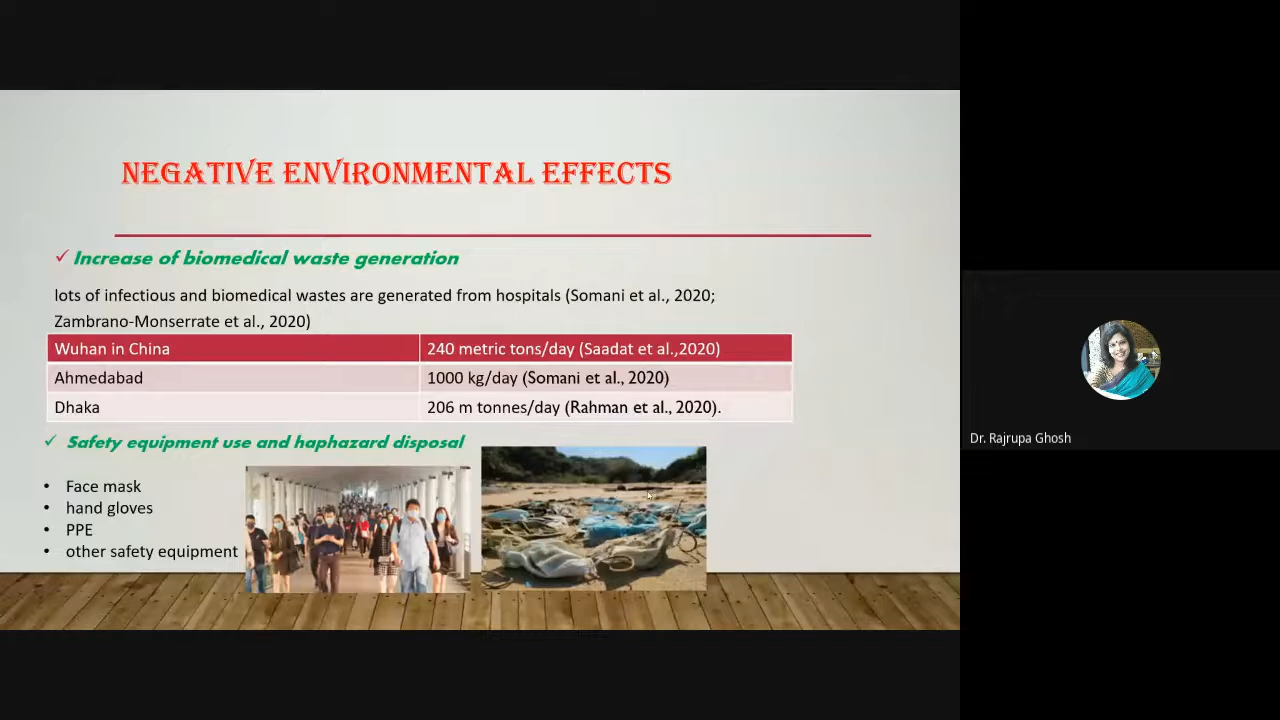 NEGATIVE ENVIRONMENTAL EFFECTS
Increase of biomedical waste generation
lots of infectious and biomedical wastes are generated from hospitals (Somani et al., 2020;
Zambrano-Monserrate et al., 2020)
Wuhan in China 240 metric tons/day (Saadat et al.,2020)
Ahmedabad 1000 kg/day (Somani et al., 2020)
Dhaka 206 m tonnes/day (Rahman et al., 2020).
Safety equipment use and haphazard disposal
• Face mask
• hand gloves
• PPE
• other safety equipment
Dr. Rajrupa Ghosh